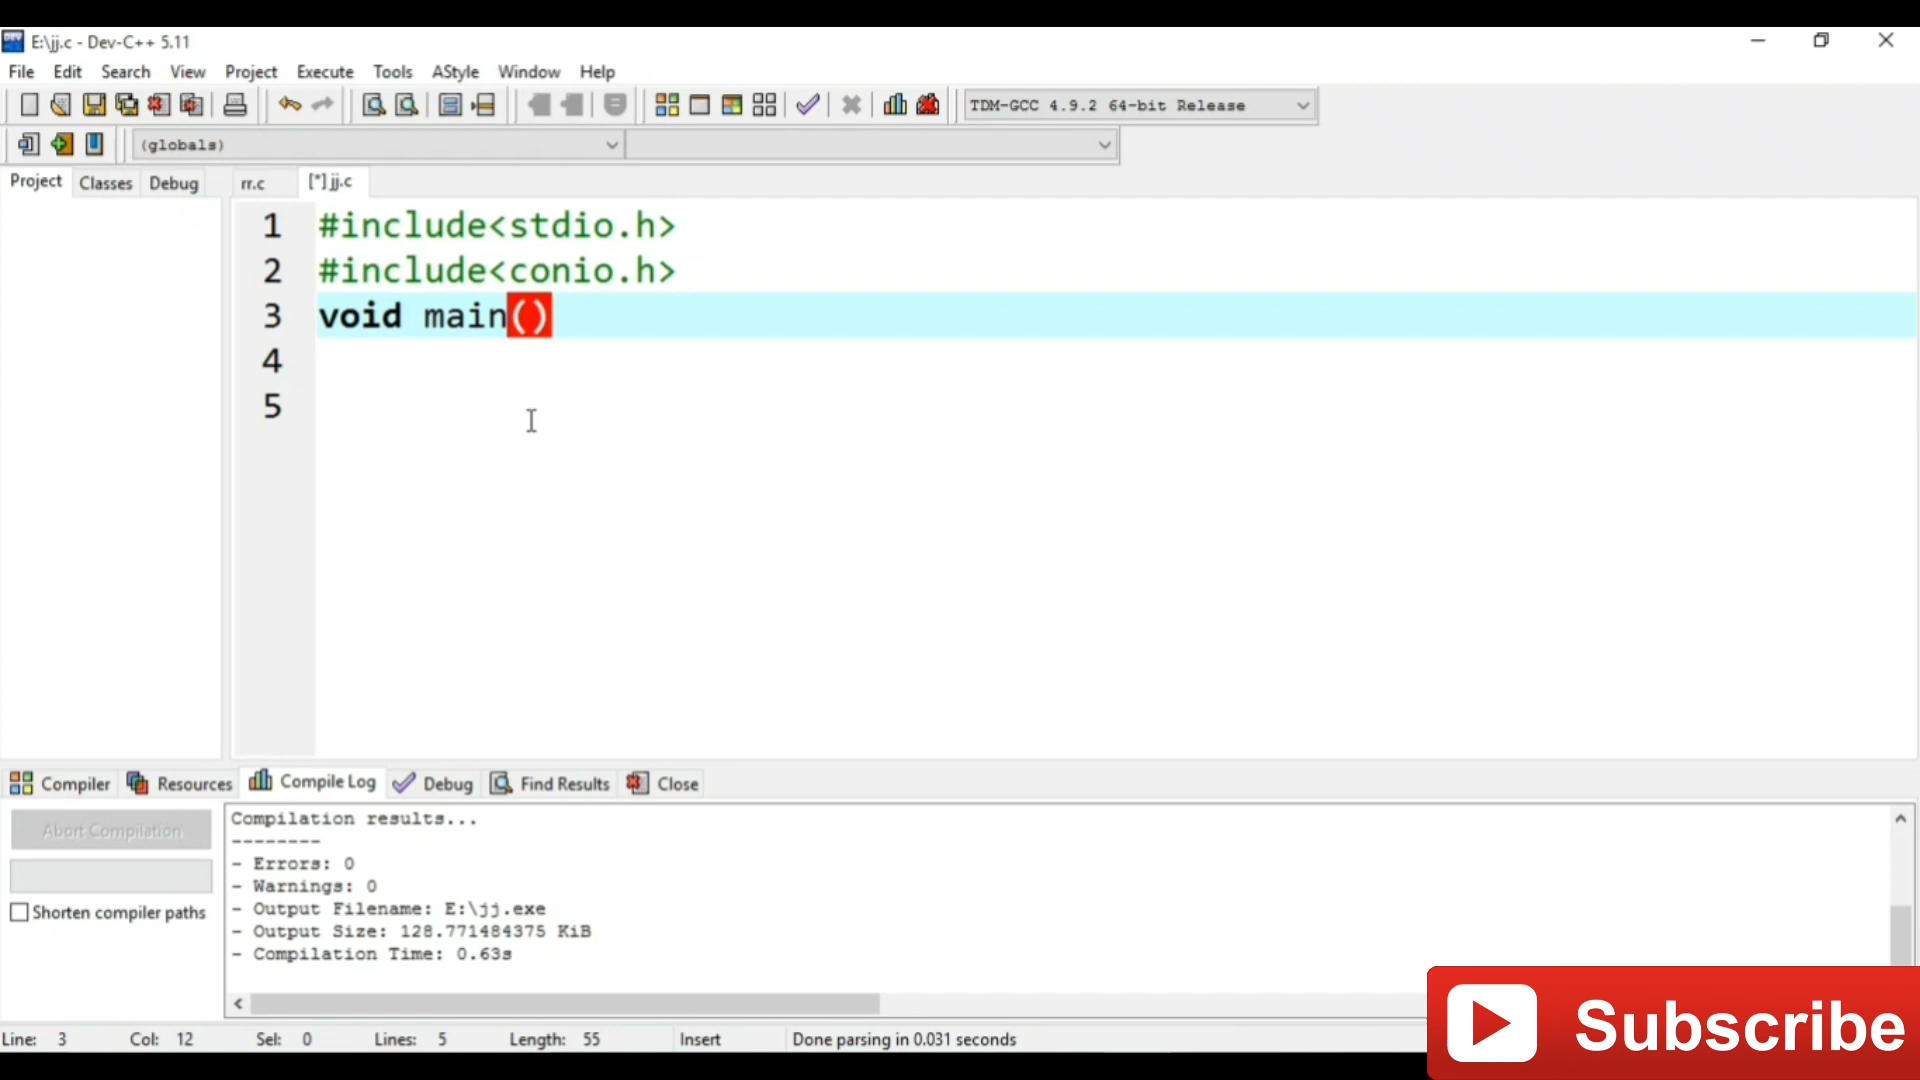 DEV E:\jj.c - Dev-C++ 5.11
File Edit Search View Project Execute Tools AStyle Window Help
TDM-GCC 4.9.2 64-bit Release
(globals)
Project Classes Debug rr.c [*] jj.c
1 #include<stdio.h>
2 #include<conio.h>
3 void main()
4
5
Compiler Resources Compile Log Debug Find Results Close
Abort Compilation
Shorten compiler paths
Compilation results...
--------
- Errors: 0
- Warnings: 0
- Output Filename: E:\jj.exe
- Output Size: 128.771484375 KiB
- Compilation Time: 0.63s
Line: 3 Col: 12 Sel: 0 Lines: 5 Length: 55 Insert Done parsing in 0.031 seconds
Subscribe